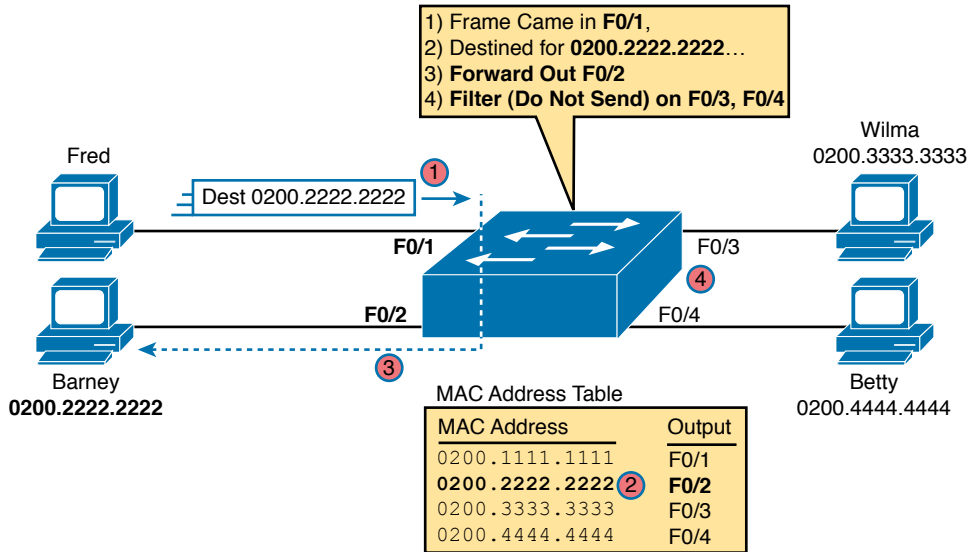 1) Frame Came in F0/1,
2) Destined for 0200.2222.2222…
3) Forward Out F0/2
4) Filter (Do Not Send) on F0/3, F0/4
Wilma
0200.3333.3333
Fred
1
Dest 0200.2222.2222
F0/1
F0/3
4
F0/2
F0/4
3
Barney
0200.2222.2222
Betty
0200.4444.4444
MAC Address Table
MAC Address Output
0200.1111.1111 F0/1
0200.2222.2222 2 F0/2
0200.3333.3333 F0/3
0200.4444.4444 F0/4